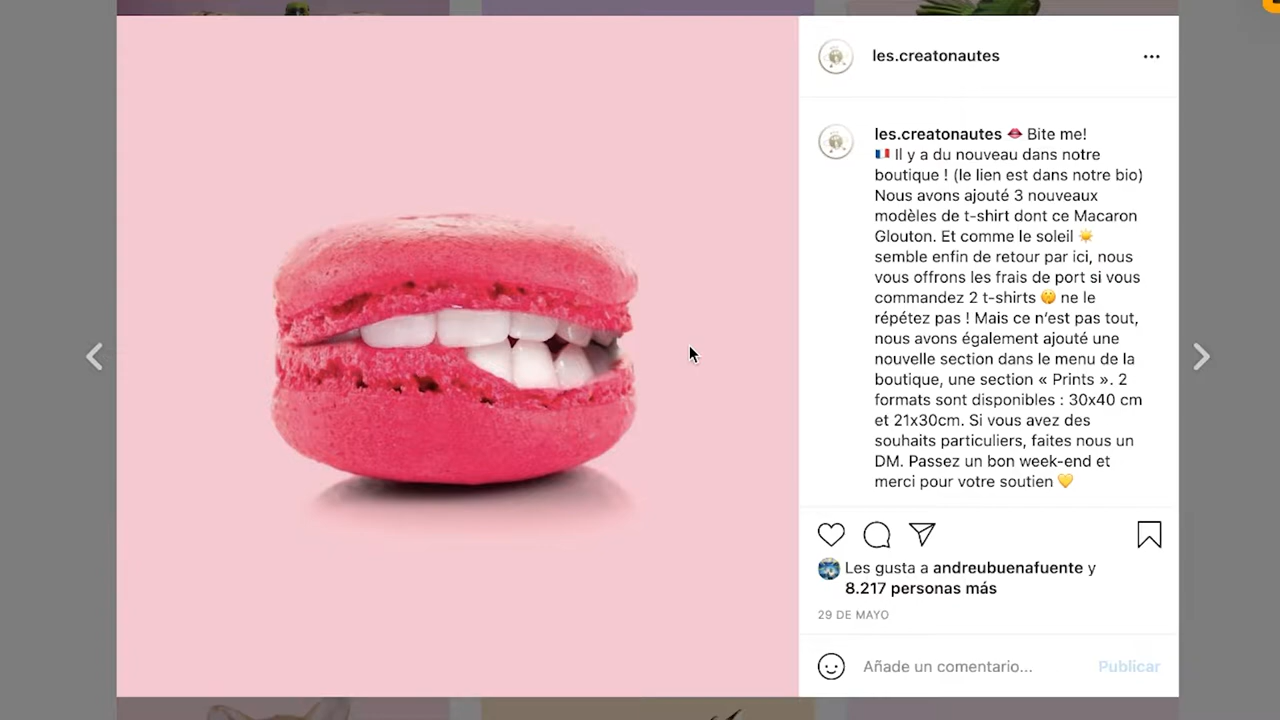 les.creatonautes
les.creatonautes 🫦 Bite me!
🇫🇷 Il y a du nouveau dans notre
boutique ! (le lien est dans notre bio)
Nous avons ajouté 3 nouveaux
modèles de t-shirt dont ce Macaron
Glouton. Et comme le soleil ☀️
semble enfin de retour par ici, nous
vous offrons les frais de port si vous
commandez 2 t-shirts 🤫 ne le
répétez pas ! Mais ce n’est pas tout,
nous avons également ajouté une
nouvelle section dans le menu de la
boutique, une section « Prints ». 2
formats sont disponibles : 30x40 cm
et 21x30cm. Si vous avez des
souhaits particuliers, faites nous un
DM. Passez un bon week-end et
merci pour votre soutien 💛
Les gusta a andreubuenafuente y
8.217 personas más
29 DE MAYO
Añade un comentario...
Publicar